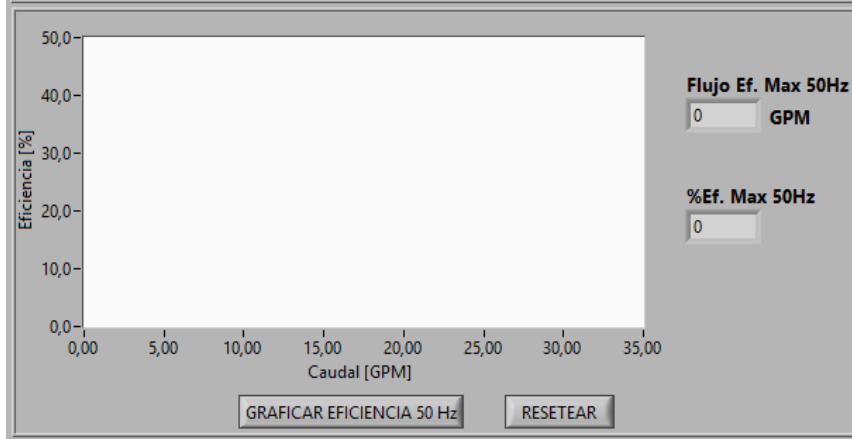 50,0
40,0
30,0
20,0
10,0
0,0
Eficiencia [%]
0,00 5,00 10,00 15,00 20,00 25,00 30,00 35,00
Caudal [GPM]
Flujo Ef. Max 50Hz
0 GPM
%Ef. Max 50Hz
0
GRAFICAR EFICIENCIA 50 Hz RESETEAR